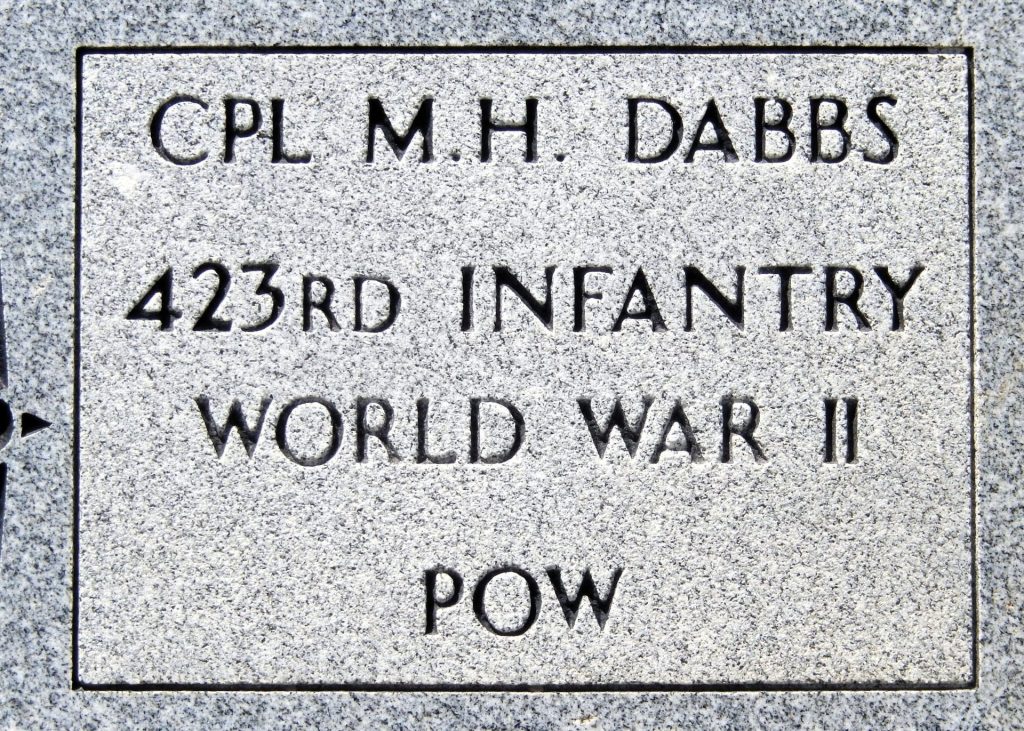 CPL M.H. DABBS
423RD INFANTRY
WORLD WAR II
POW